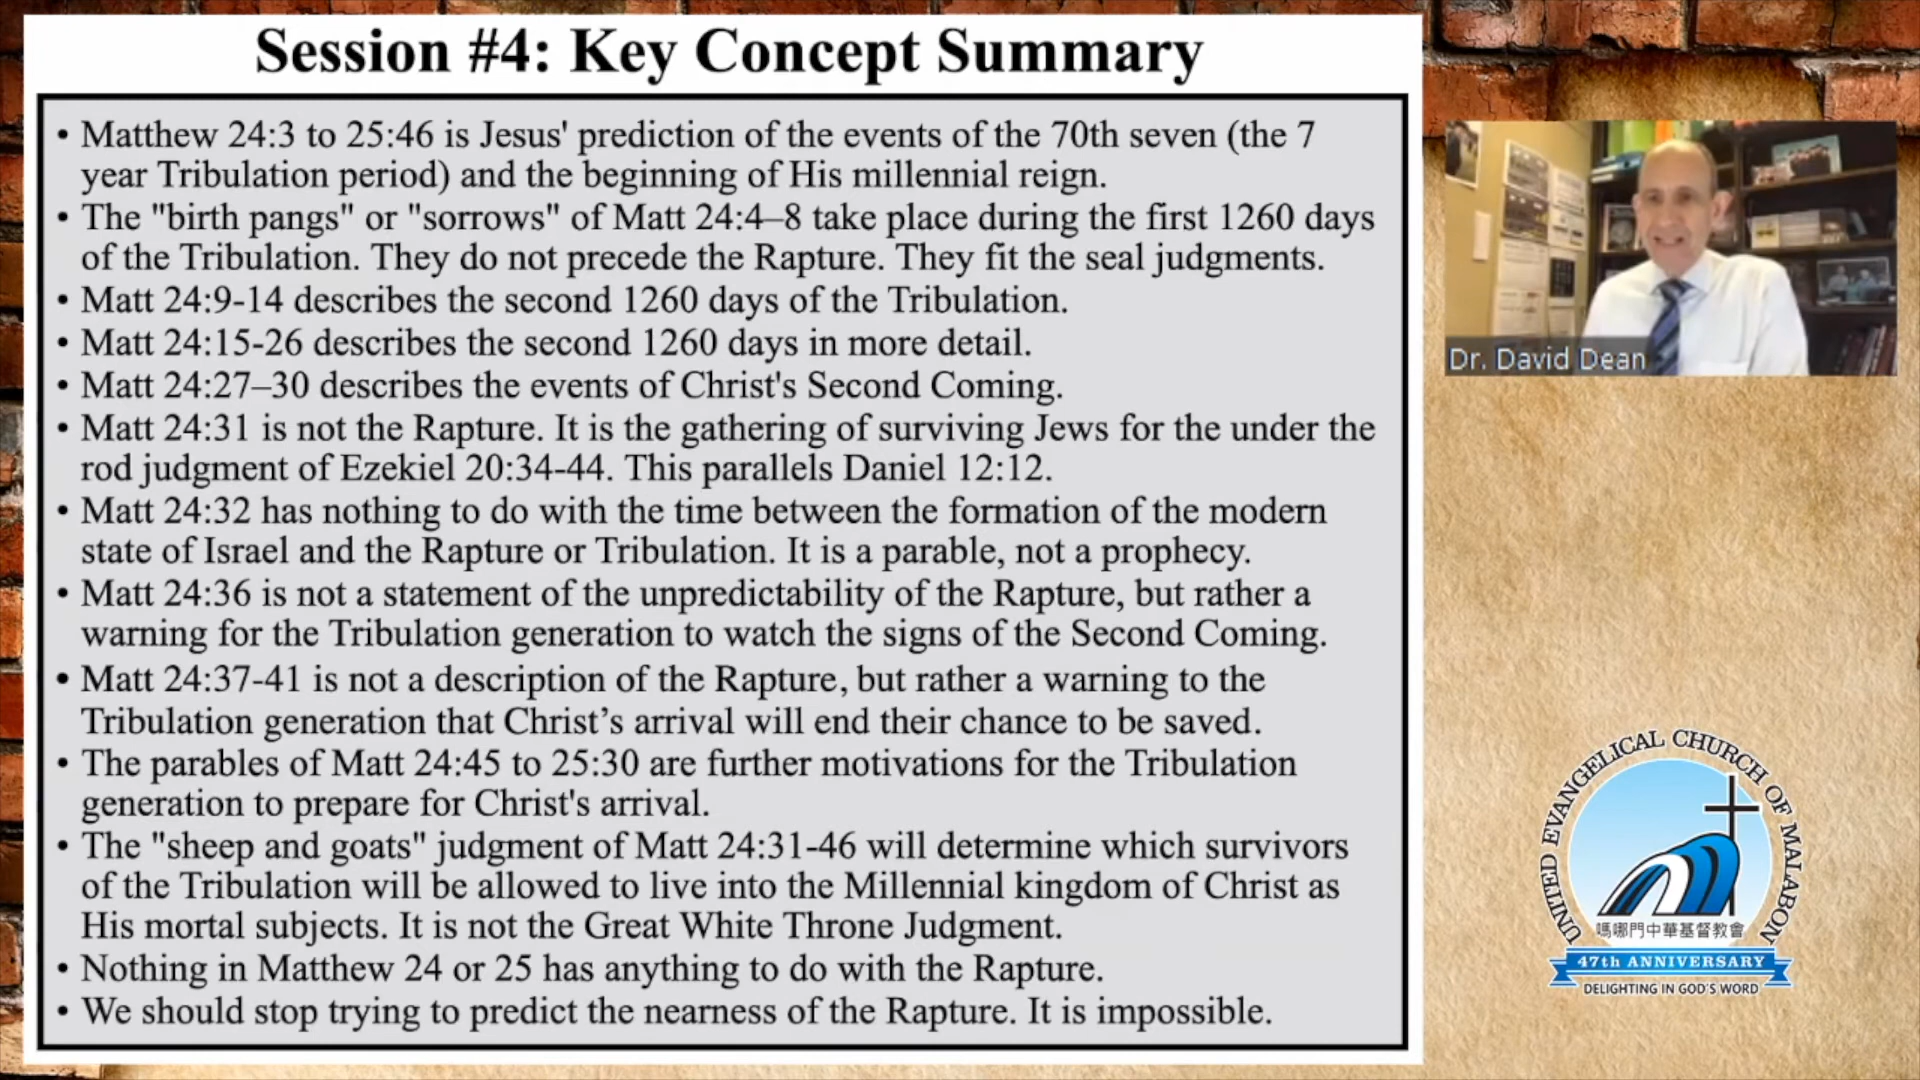 Session #4: Key Concept Summary
• Matthew 24:3 to 25:46 is Jesus' prediction of the events of the 70th seven (the 7
year Tribulation period) and the beginning of His millennial reign.
• The "birth pangs" or "sorrows" of Matt 24:4–8 take place during the first 1260 days
of the Tribulation. They do not precede the Rapture. They fit the seal judgments.
• Matt 24:9-14 describes the second 1260 days of the Tribulation.
• Matt 24:15-26 describes the second 1260 days in more detail.
• Matt 24:27–30 describes the events of Christ's Second Coming.
• Matt 24:31 is not the Rapture. It is the gathering of surviving Jews for the under the
rod judgment of Ezekiel 20:34-44. This parallels Daniel 12:12.
• Matt 24:32 has nothing to do with the time between the formation of the modern
state of Israel and the Rapture or Tribulation. It is a parable, not a prophecy.
• Matt 24:36 is not a statement of the unpredictability of the Rapture, but rather a
warning for the Tribulation generation to watch the signs of the Second Coming.
• Matt 24:37-41 is not a description of the Rapture, but rather a warning to the
Tribulation generation that Christ’s arrival will end their chance to be saved.
• The parables of Matt 24:45 to 25:30 are further motivations for the Tribulation
generation to prepare for Christ's arrival.
• The "sheep and goats" judgment of Matt 24:31-46 will determine which survivors
of the Tribulation will be allowed to live into the Millennial kingdom of Christ as
His mortal subjects. It is not the Great White Throne Judgment.
• Nothing in Matthew 24 or 25 has anything to do with the Rapture.
• We should stop trying to predict the nearness of the Rapture. It is impossible.
Dr. David Dean
UNITED EVANGELICAL CHURCH OF MALABON
嗎哪門中華基督教會
47th ANNIVERSARY
DELIGHTING IN GOD'S WORD